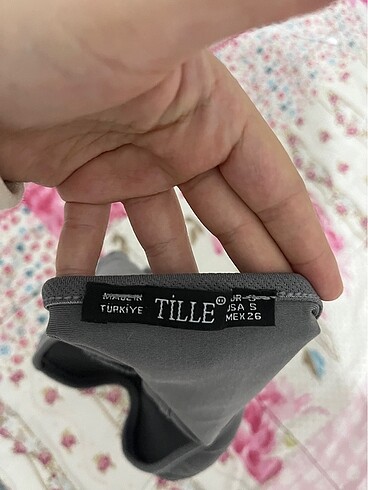 MADE IN
TÜRKİYE
TİLLE®
USA S
MEX 26